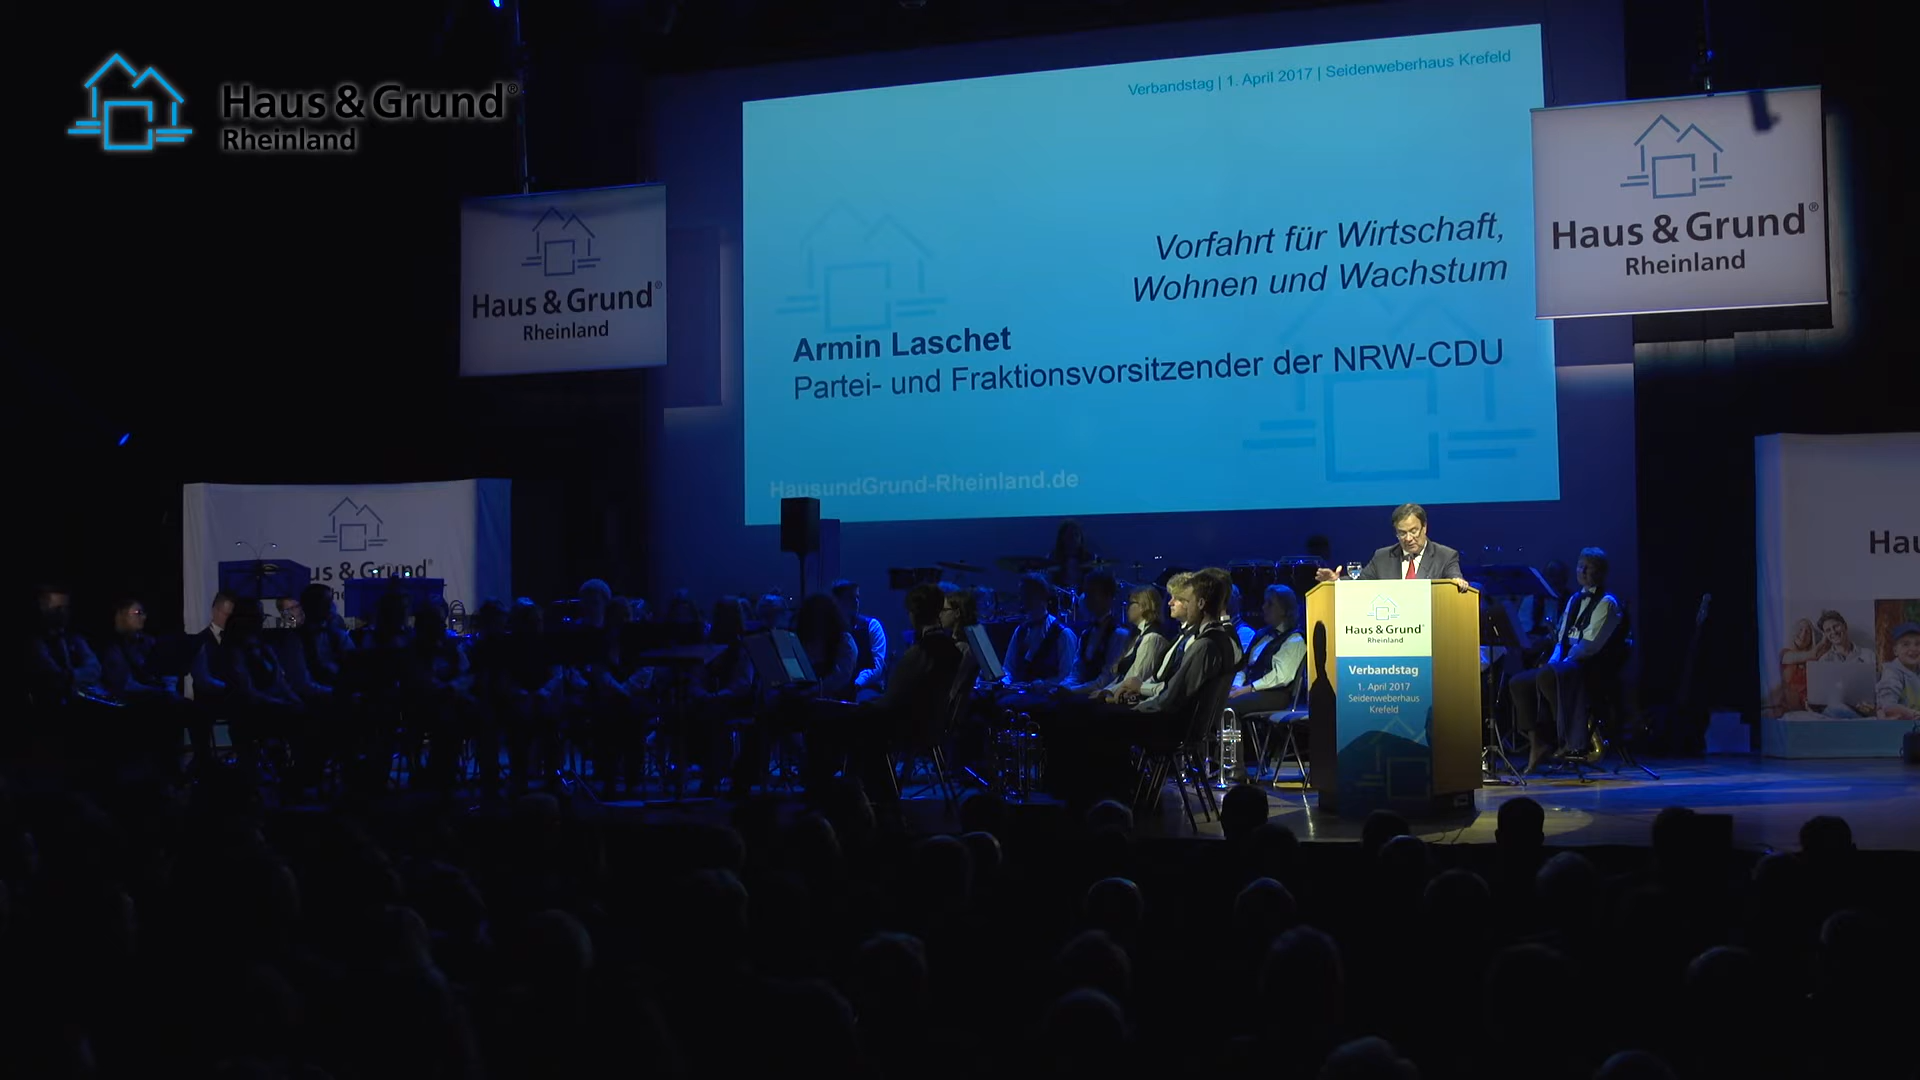 Haus & Grund®
Rheinland
Verbandstag | 1. April 2017 | Seidenweberhaus Krefeld
Vorfahrt für Wirtschaft,
Wohnen und Wachstum
Armin Laschet
Partei- und Fraktionsvorsitzender der NRW-CDU
HausundGrund-Rheinland.de
Haus & Grund®
Rheinland
Haus & Grund®
Rheinland
us & Grund®
Hau
Haus & Grund®
Rheinland
Verbandstag
1. April 2017
Seidenweberhaus
Krefeld